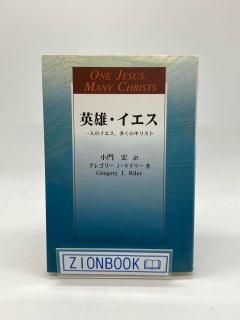 ONE JESUS,
MANY CHRISTS
英雄・イエス
一人のイエス、多くのキリスト
小門 宏 訳
グレゴリー J・ライリー 著
Gregory J. Riley
ZIONBOOK